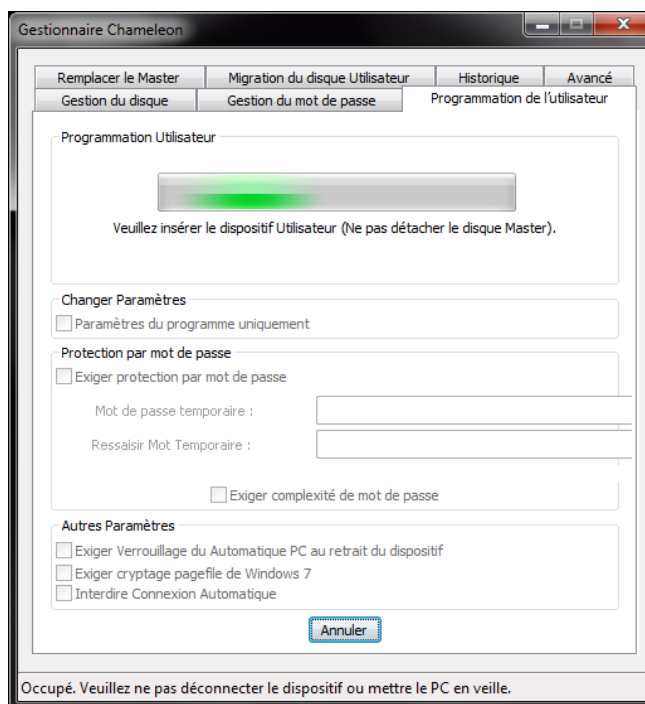 Gestionnaire Chameleon
Remplacer le Master
Migration du disque Utilisateur
Historique
Avancé
Gestion du disque
Gestion du mot de passe
Programmation de l'utilisateur
Programmation Utilisateur
Veuillez insérer le dispositif Utilisateur (Ne pas détacher le disque Master).
Changer Paramètres
Paramètres du programme uniquement
Protection par mot de passe
Exiger protection par mot de passe
Mot de passe temporaire :
Ressaisir Mot Temporaire :
Exiger complexité de mot de passe
Autres Paramètres
Exiger Verrouillage du Automatique PC au retrait du dispositif
Exiger cryptage pagefile de Windows 7
Interdire Connexion Automatique
Annuler
Occupé. Veuillez ne pas déconnecter le dispositif ou mettre le PC en veille.